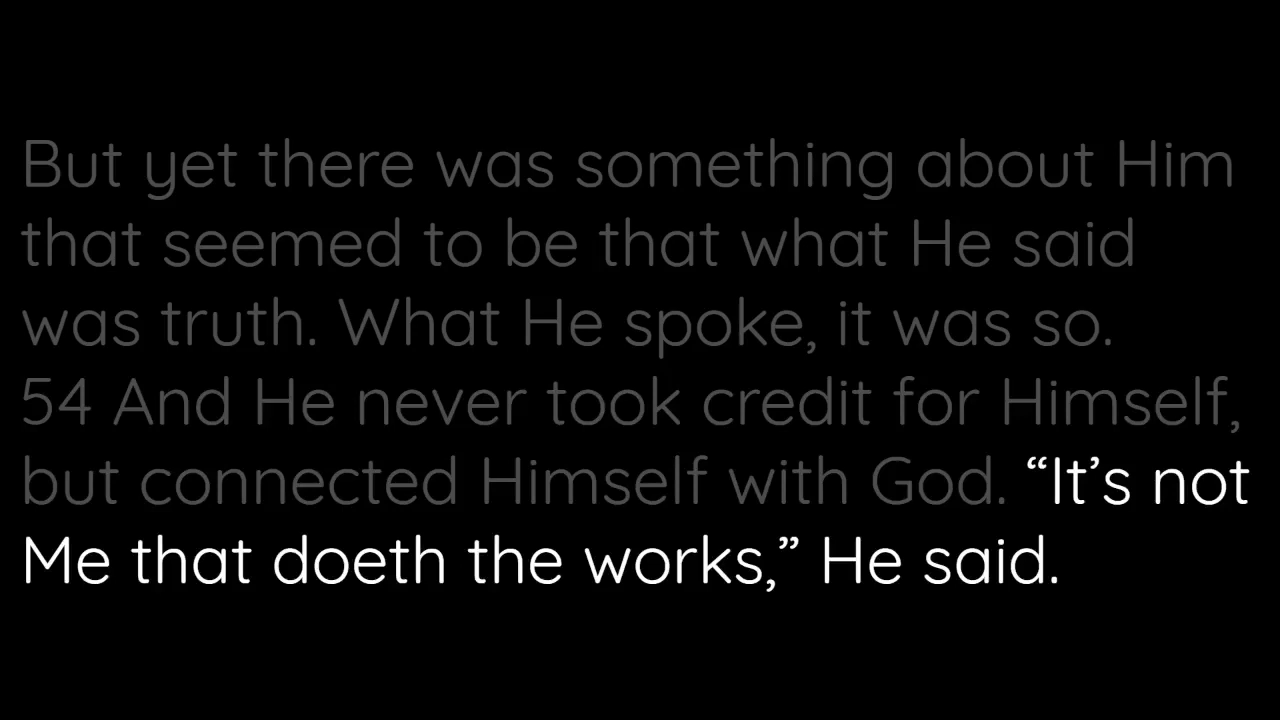 But yet there was something about Him
that seemed to be that what He said
was truth. What He spoke, it was so.
54 And He never took credit for Himself,
but connected Himself with God. “It’s not
Me that doeth the works,” He said.